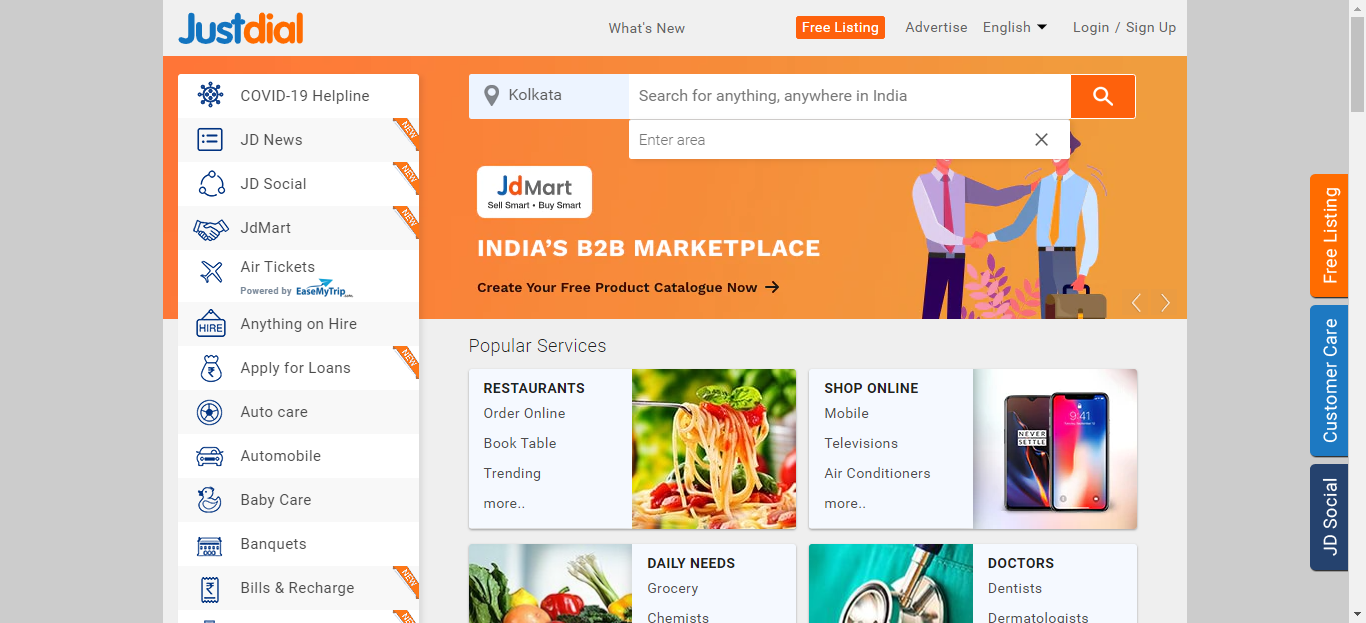 Justdial
What's New
Free Listing
Advertise
English
Login / Sign Up
COVID-19 Helpline
JD News
NEW
JD Social
NEW
JdMart
NEW
Air Tickets
Powered by EaseMyTrip
Anything on Hire
HIRE
Apply for Loans
NEW
Auto care
Automobile
Baby Care
Banquets
Bills & Recharge
NEW
NEW
Kolkata
Search for anything, anywhere in India
Enter area
JdMart
Sell Smart • Buy Smart
INDIA'S B2B MARKETPLACE
Create Your Free Product Catalogue Now →
Popular Services
RESTAURANTS
Order Online
Book Table
Trending
more..
SHOP ONLINE
Mobile
Televisions
Air Conditioners
more..
NEVER
SETTLE
9:41
DAILY NEEDS
Grocery
Chemists
DOCTORS
Dentists
Dermatologists
Free Listing
Customer Care
JD Social